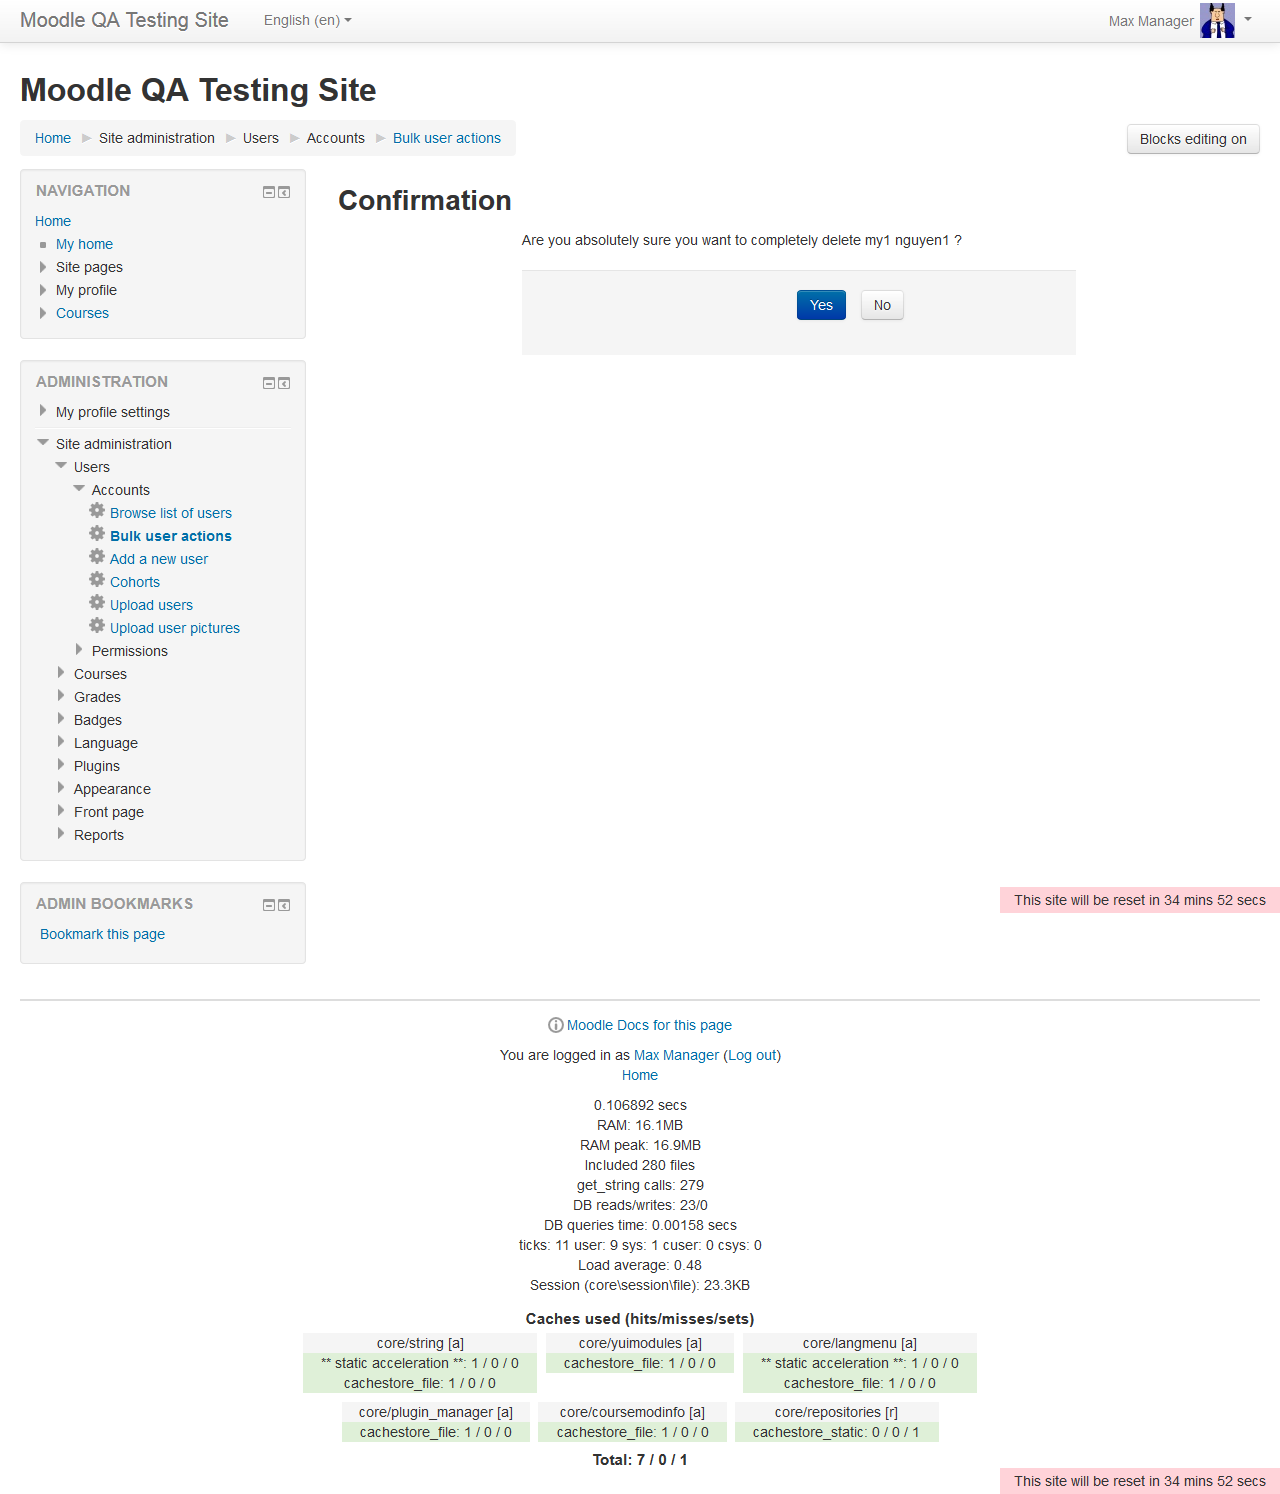 Moodle QA Testing Site English (en) Max Manager
Moodle QA Testing Site
Home Site administration Users Accounts Bulk user actions Blocks editing on
NAVIGATION
Home
My home
Site pages
My profile
Courses
Confirmation
Are you absolutely sure you want to completely delete my1 nguyen1 ?
Yes No
ADMINISTRATION
My profile settings
Site administration
Users
Accounts
Browse list of users
Bulk user actions
Add a new user
Cohorts
Upload users
Upload user pictures
Permissions
Courses
Grades
Badges
Language
Plugins
Appearance
Front page
Reports
ADMIN BOOKMARKS
Bookmark this page
This site will be reset in 34 mins 52 secs
Moodle Docs for this page
You are logged in as Max Manager (Log out)
Home
0.106892 secs
RAM: 16.1MB
RAM peak: 16.9MB
Included 280 files
get_string calls: 279
DB reads/writes: 23/0
DB queries time: 0.00158 secs
ticks: 11 user: 9 sys: 1 cuser: 0 csys: 0
Load average: 0.48
Session (core\session\file): 23.3KB
Caches used (hits/misses/sets)
core/string [a] core/yuimodules [a] core/langmenu [a]
** static acceleration **: 1 / 0 / 0 cachestore_file: 1 / 0 / 0 ** static acceleration **: 1 / 0 / 0
cachestore_file: 1 / 0 / 0 cachestore_file: 1 / 0 / 0
core/plugin_manager [a] core/coursemodinfo [a] core/repositories [r]
cachestore_file: 1 / 0 / 0 cachestore_file: 1 / 0 / 0 cachestore_static: 0 / 0 / 1
Total: 7 / 0 / 1
This site will be reset in 34 mins 52 secs